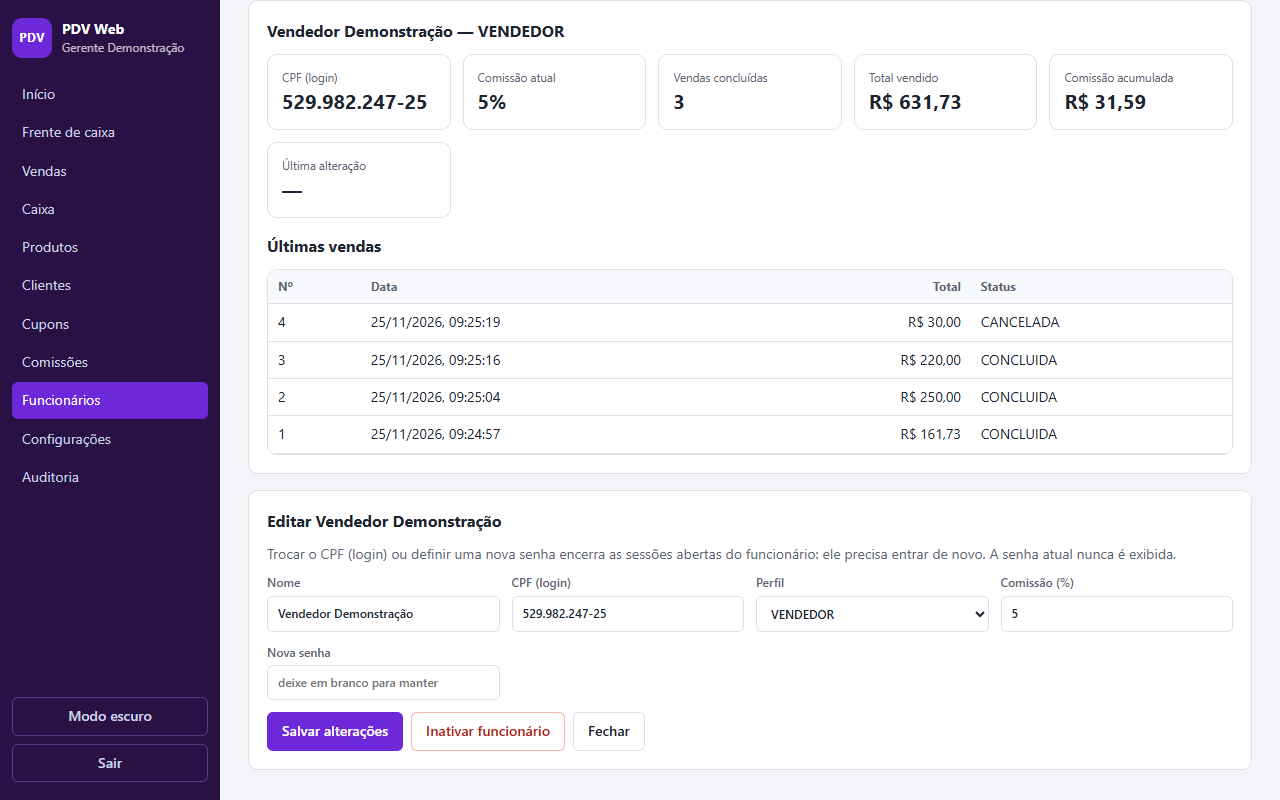 PDV
PDV Web
Gerente Demonstração
Início
Frente de caixa
Vendas
Caixa
Produtos
Clientes
Cupons
Comissões
Funcionários
Configurações
Auditoria
Modo escuro
Sair
Vendedor Demonstração — VENDEDOR
CPF (login)
529.982.247-25
Comissão atual
5%
Vendas concluídas
3
Total vendido
R$ 631,73
Comissão acumulada
R$ 31,59
Última alteração
—
Últimas vendas
Nº Data Total Status
4 25/11/2026, 09:25:19 R$ 30,00 CANCELADA
3 25/11/2026, 09:25:16 R$ 220,00 CONCLUIDA
2 25/11/2026, 09:25:04 R$ 250,00 CONCLUIDA
1 25/11/2026, 09:24:57 R$ 161,73 CONCLUIDA
Editar Vendedor Demonstração
Trocar o CPF (login) ou definir uma nova senha encerra as sessões abertas do funcionário: ele precisa entrar de novo. A senha atual nunca é exibida.
Nome CPF (login) Perfil Comissão (%)
Vendedor Demonstração 529.982.247-25 VENDEDOR 5
Nova senha
deixe em branco para manter
Salvar alterações Inativar funcionário Fechar